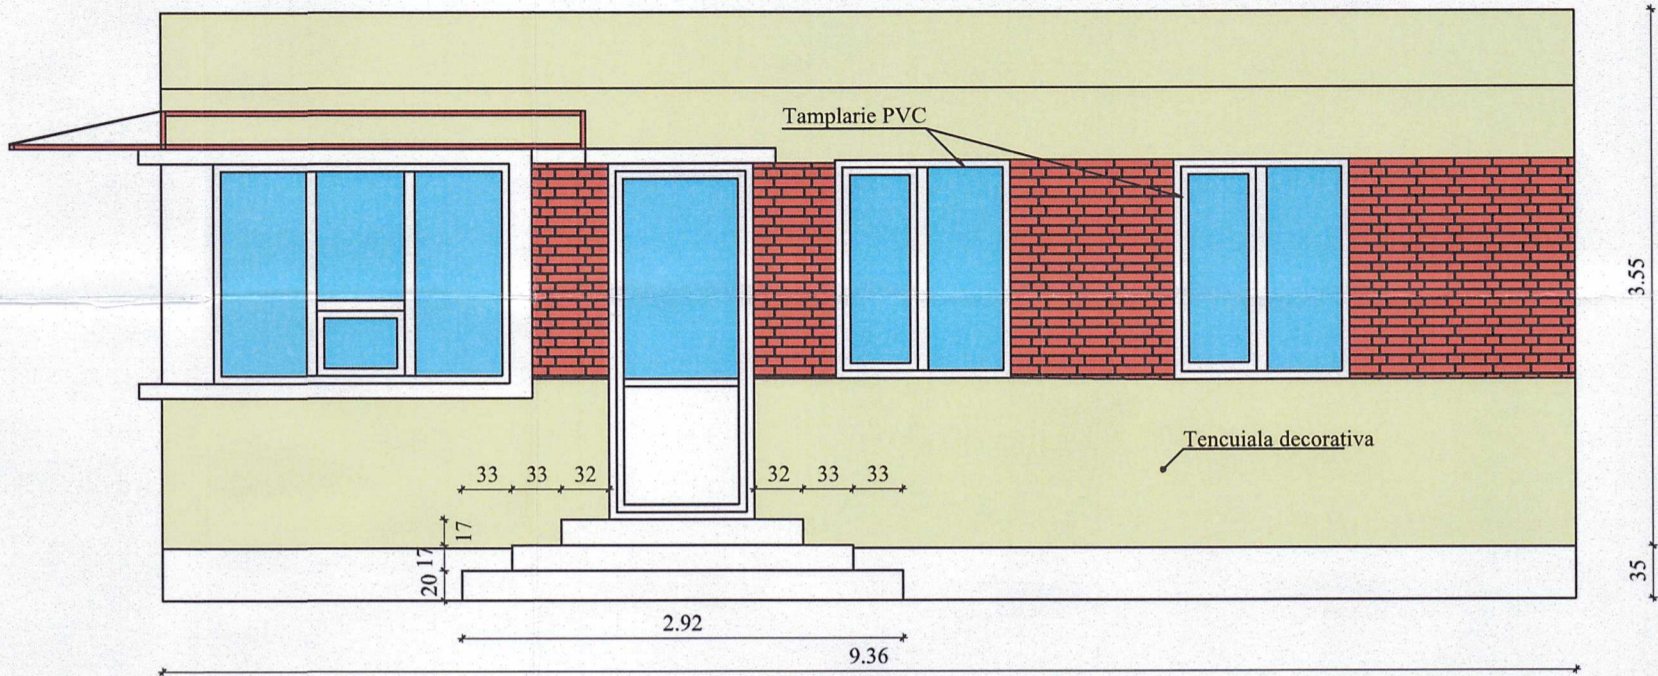 Tamplarie PVC
3.55
Tencuiala decorativa
33 33 32 32 33 33
17
17
20
35
2.92
9.36